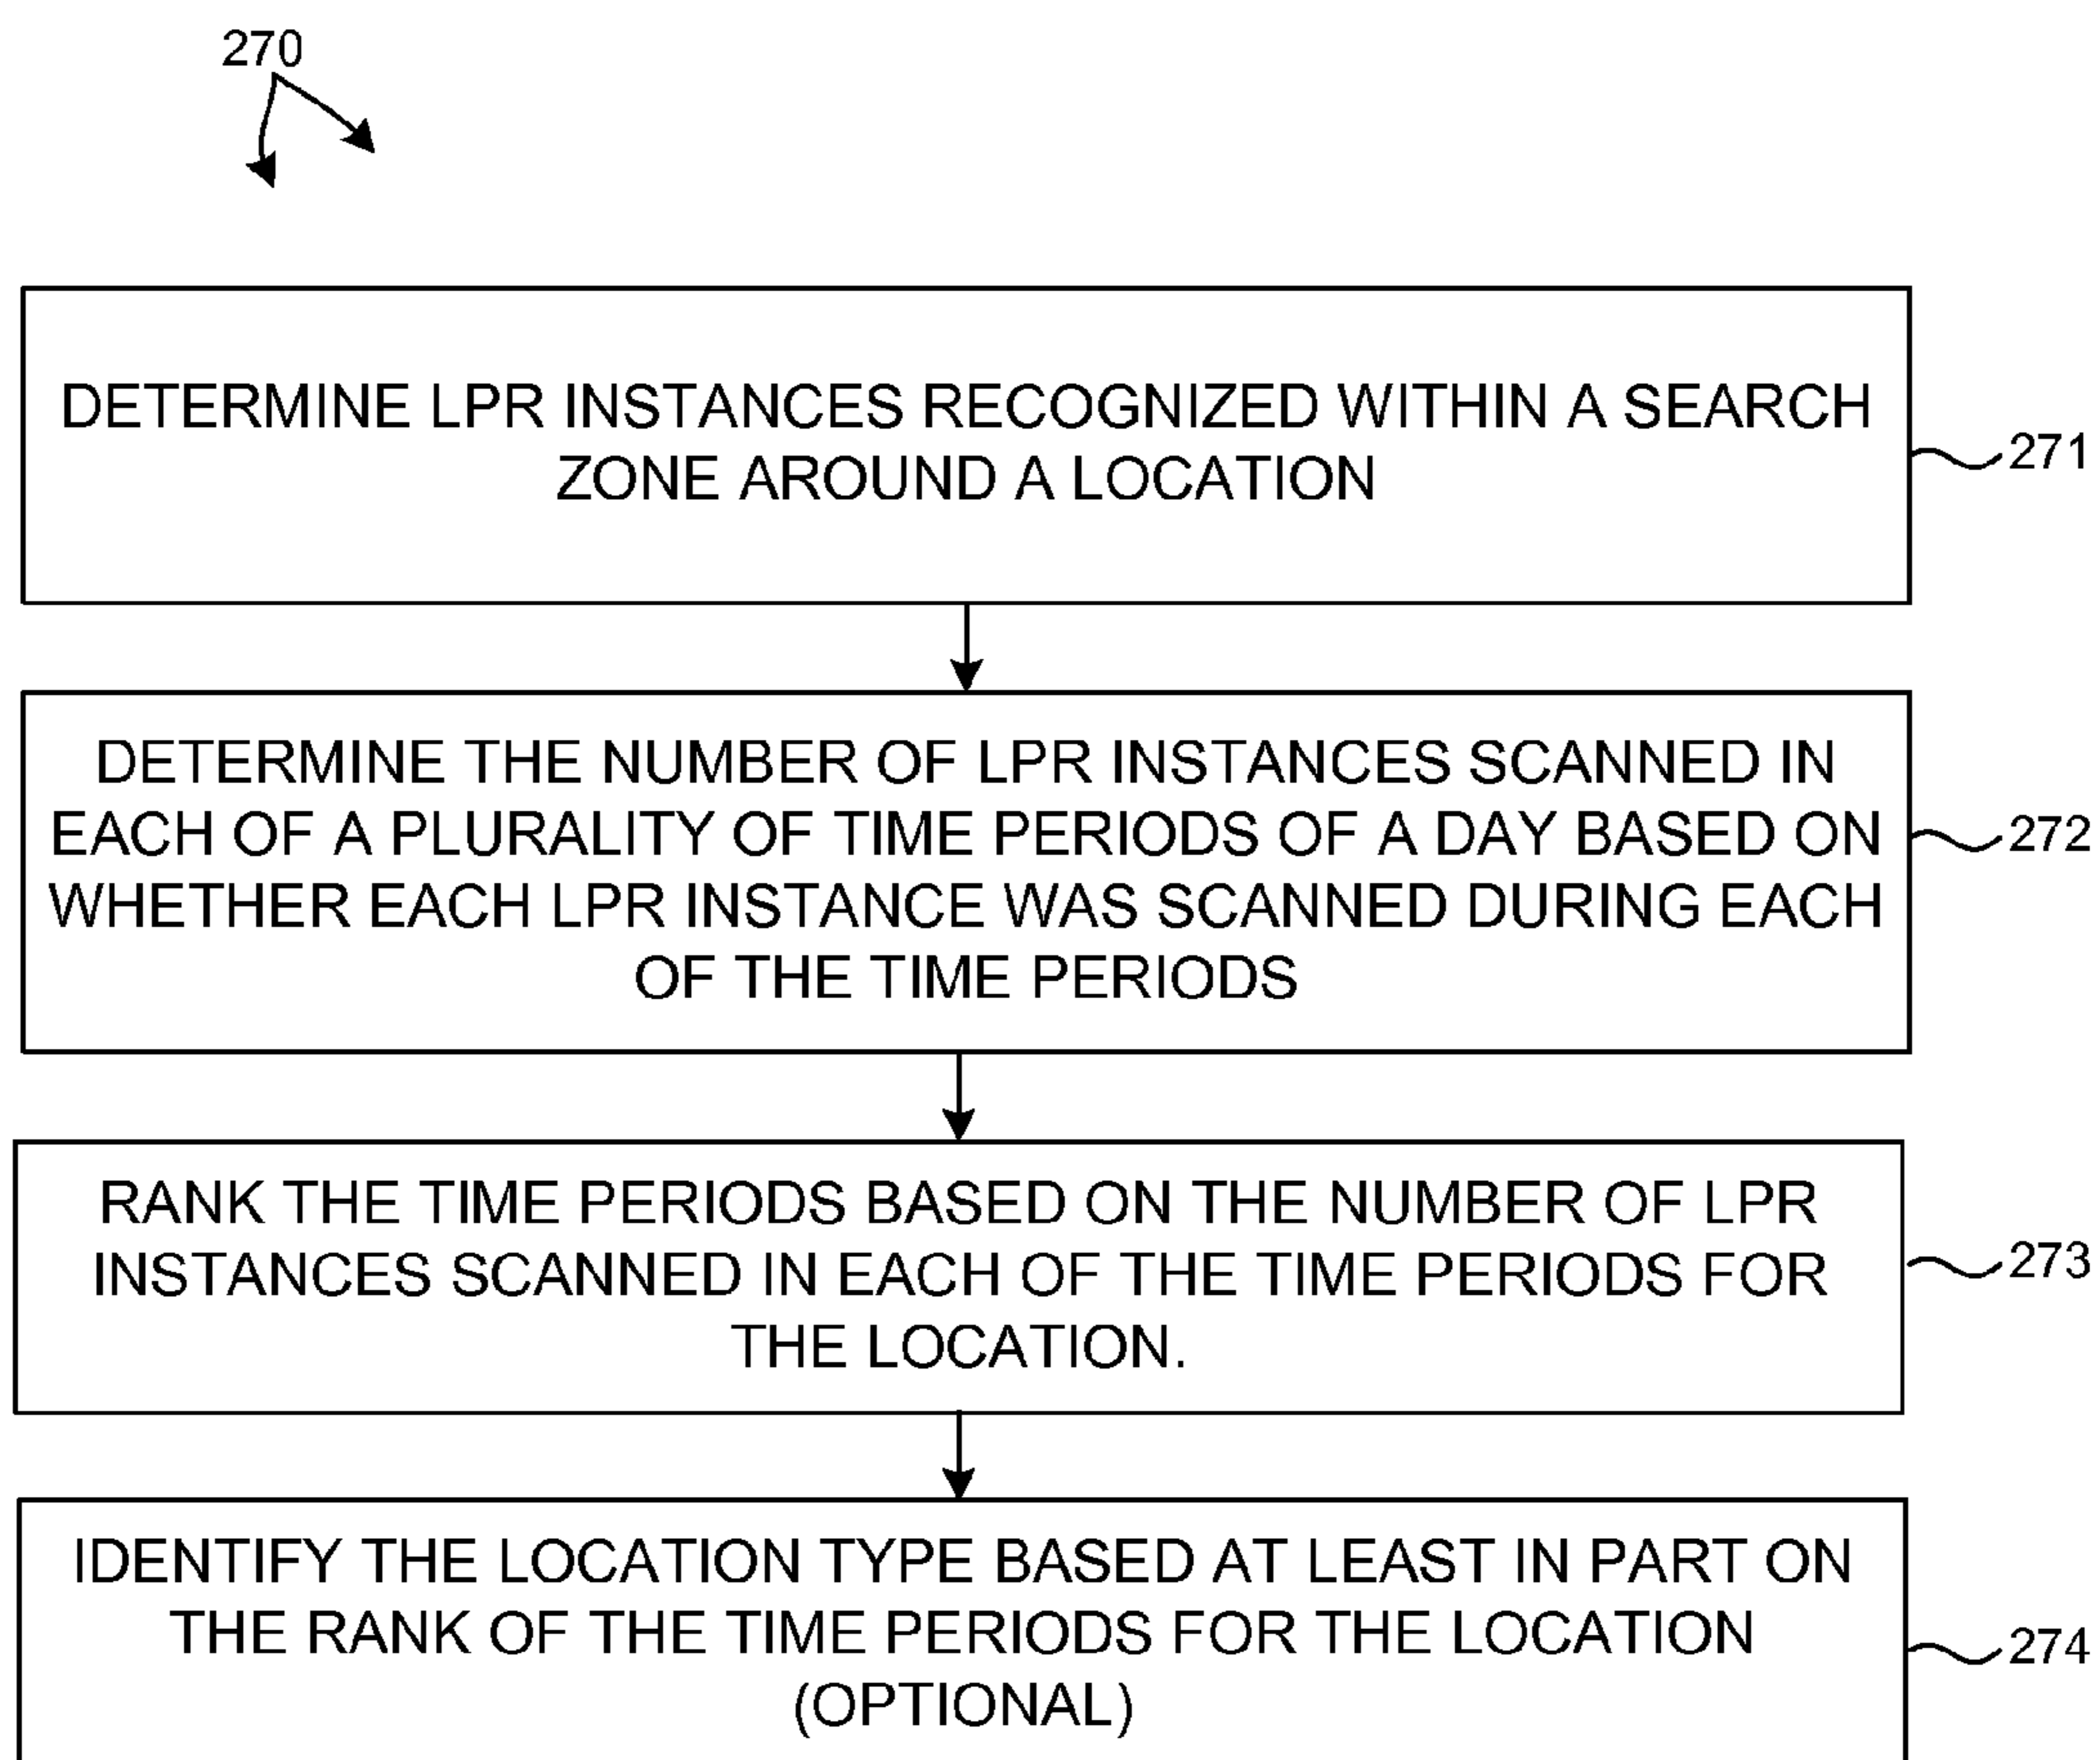 270
DETERMINE LPR INSTANCES RECOGNIZED WITHIN A SEARCH
ZONE AROUND A LOCATION
271
DETERMINE THE NUMBER OF LPR INSTANCES SCANNED IN
EACH OF A PLURALITY OF TIME PERIODS OF A DAY BASED ON
WHETHER EACH LPR INSTANCE WAS SCANNED DURING EACH
OF THE TIME PERIODS
272
RANK THE TIME PERIODS BASED ON THE NUMBER OF LPR
INSTANCES SCANNED IN EACH OF THE TIME PERIODS FOR
THE LOCATION.
273
IDENTIFY THE LOCATION TYPE BASED AT LEAST IN PART ON
THE RANK OF THE TIME PERIODS FOR THE LOCATION
(OPTIONAL)
274